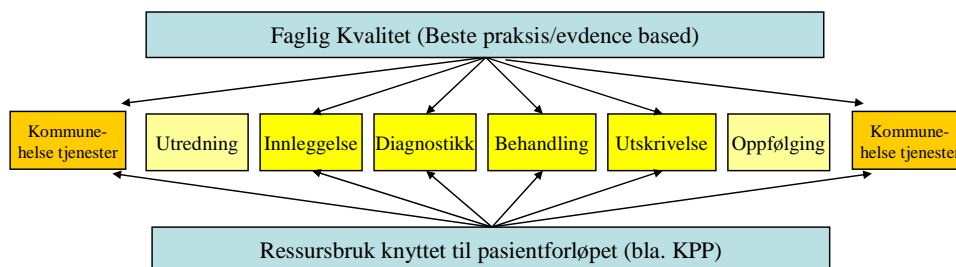 Faglig Kvalitet (Beste praksis/evdence based)
Kommune-
helse tjenester
Utredning
Innleggelse
Diagnostikk
Behandling
Utskrivelse
Oppfølging
Kommune-
helse tjenester
Ressursbruk knyttet til pasientforløpet (bla. KPP)